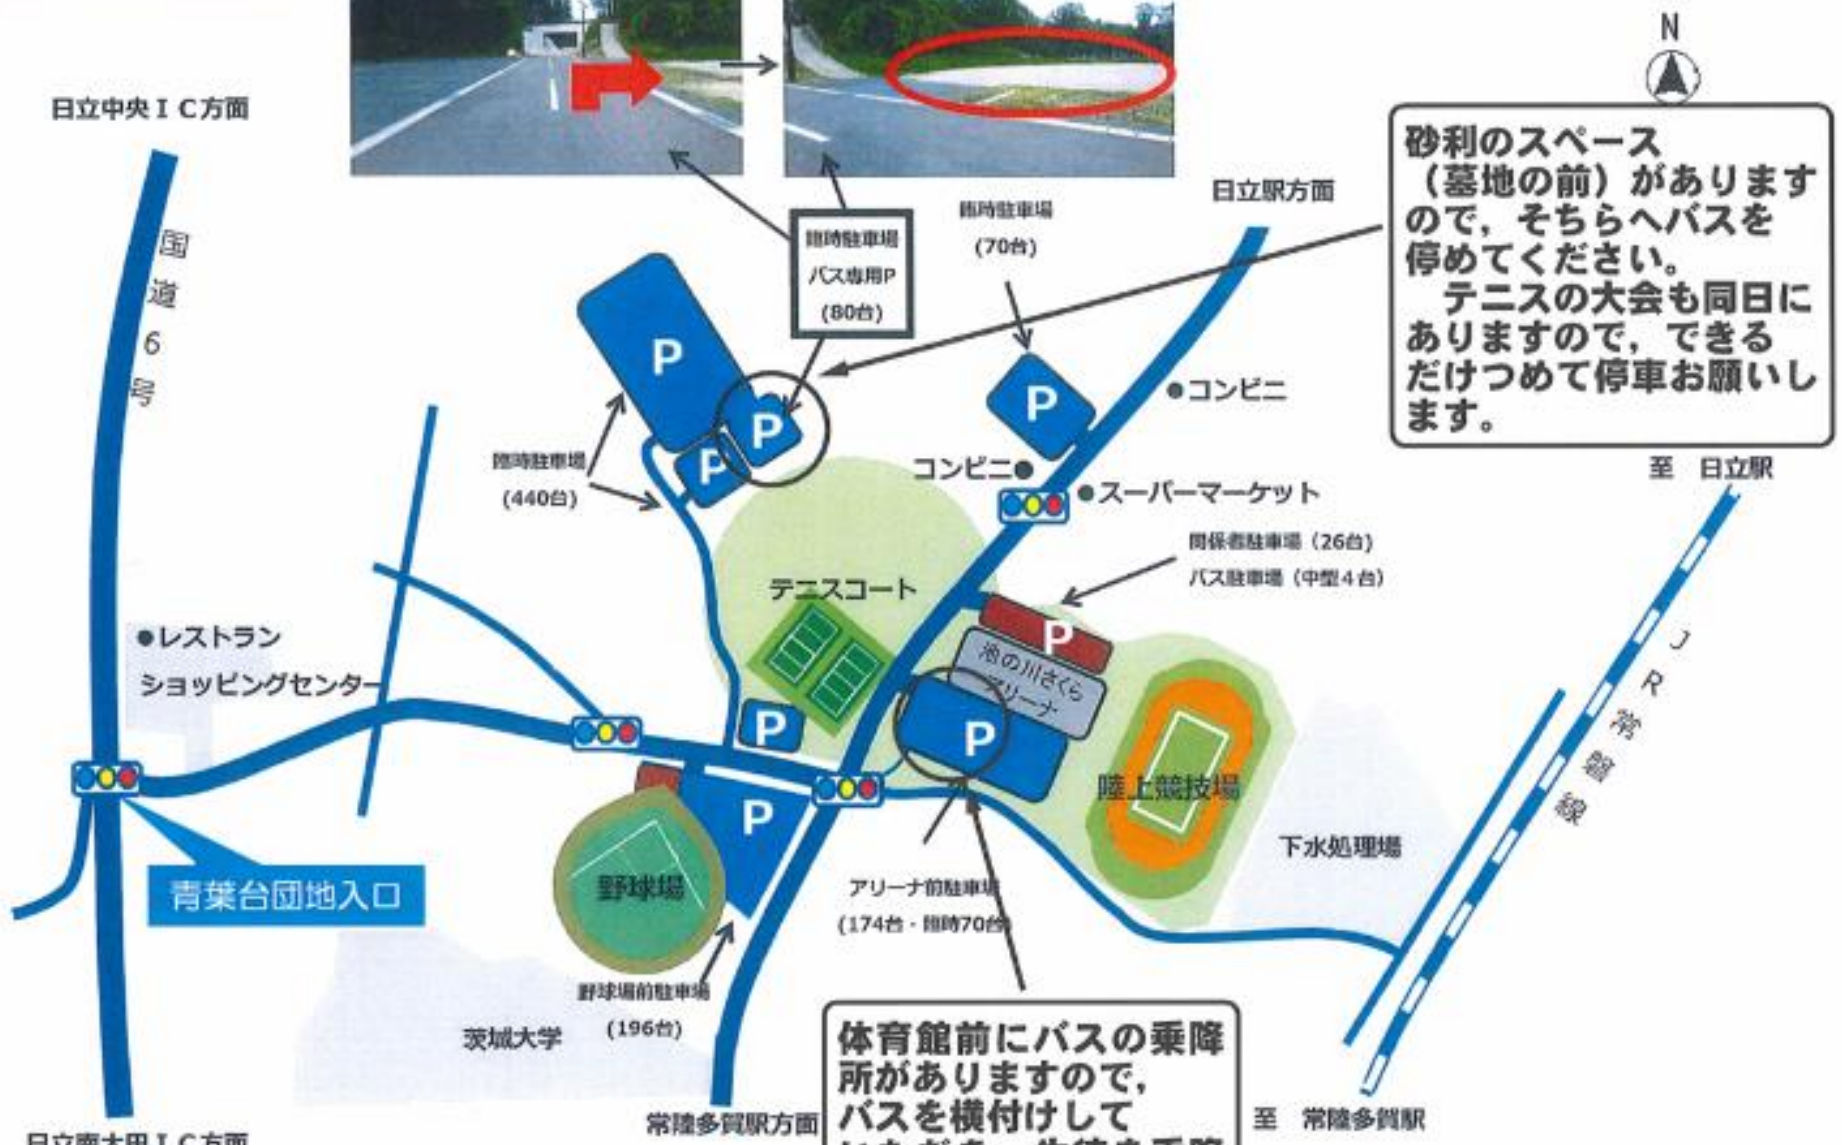 N
日立中央ＩＣ方面
砂利のスペース
（墓地の前）があります
ので，そちらへバスを
停めてください。
　テニスの大会も同日に
ありますので，できる
だけつめて停車お願いし
ます。
日立駅方面
臨時駐車場
(70台)
臨時駐車場
バス専用P
(80台)
国道6号
P
P
P
P
コンビニ
コンビニ
スーパーマーケット
臨時駐車場
(440台)
至　日立駅
関係者駐車場（26台）
バス駐車場（中型４台）
テニスコート
P
池の川さくら
アリーナ
レストラン
ショッピングセンター
ＪＲ常磐線
P
P
P
陸上競技場
下水処理場
青葉台団地入口
野球場
アリーナ前駐車場
(174台・臨時70台)
野球場前駐車場
(196台)
茨城大学
体育館前にバスの乗降
所がありますので，
バスを横付けして
常陸多賀駅方面
至　常陸多賀駅
日立南太田ＩＣ方面